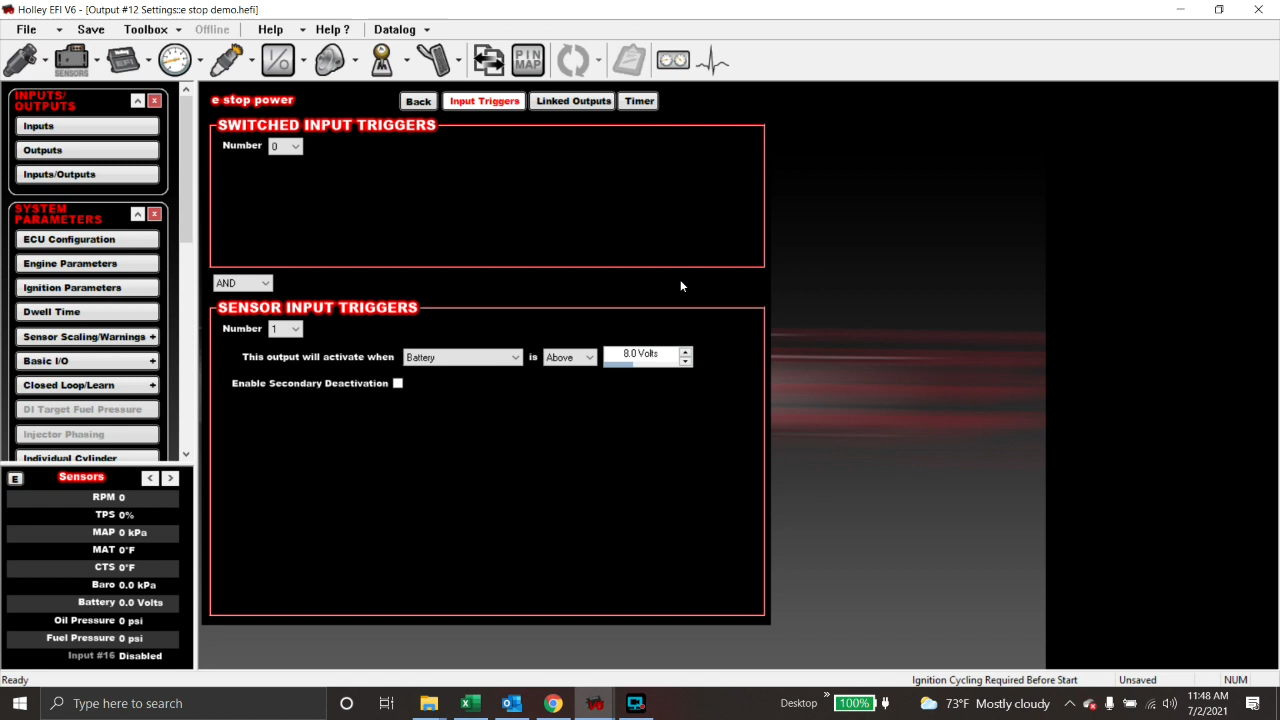 Holley EFI V6 - [Output #12 Settings::e stop demo.hefi]
File Save Toolbox Offline Help Help ? Datalog
SENSORS EFI I/O PIN MAP
e stop power Back Input Triggers Linked Outputs Timer
INPUTS/
OUTPUTS
Inputs
Outputs
Inputs/Outputs
SYSTEM
PARAMETERS
ECU Configuration
Engine Parameters
Ignition Parameters
Dwell Time
Sensor Scaling/Warnings +
Basic I/O +
Closed Loop/Learn +
DI Target Fuel Pressure
Injector Phasing
Individual Cylinder
SWITCHED INPUT TRIGGERS
Number 0
AND
SENSOR INPUT TRIGGERS
Number 1
This output will activate when Battery is Above 8.0 Volts
Enable Secondary Deactivation
E Sensors < >
RPM 0
TPS 0%
MAP 0 kPa
MAT 0°F
CTS 0°F
Baro 0.0 kPa
Battery 0.0 Volts
Oil Pressure 0 psi
Fuel Pressure 0 psi
Input #16 Disabled
Ready Ignition Cycling Required Before Start Unsaved NUM
Type here to search Desktop » 100% 73°F Mostly cloudy 11:48 AM
7/2/2021